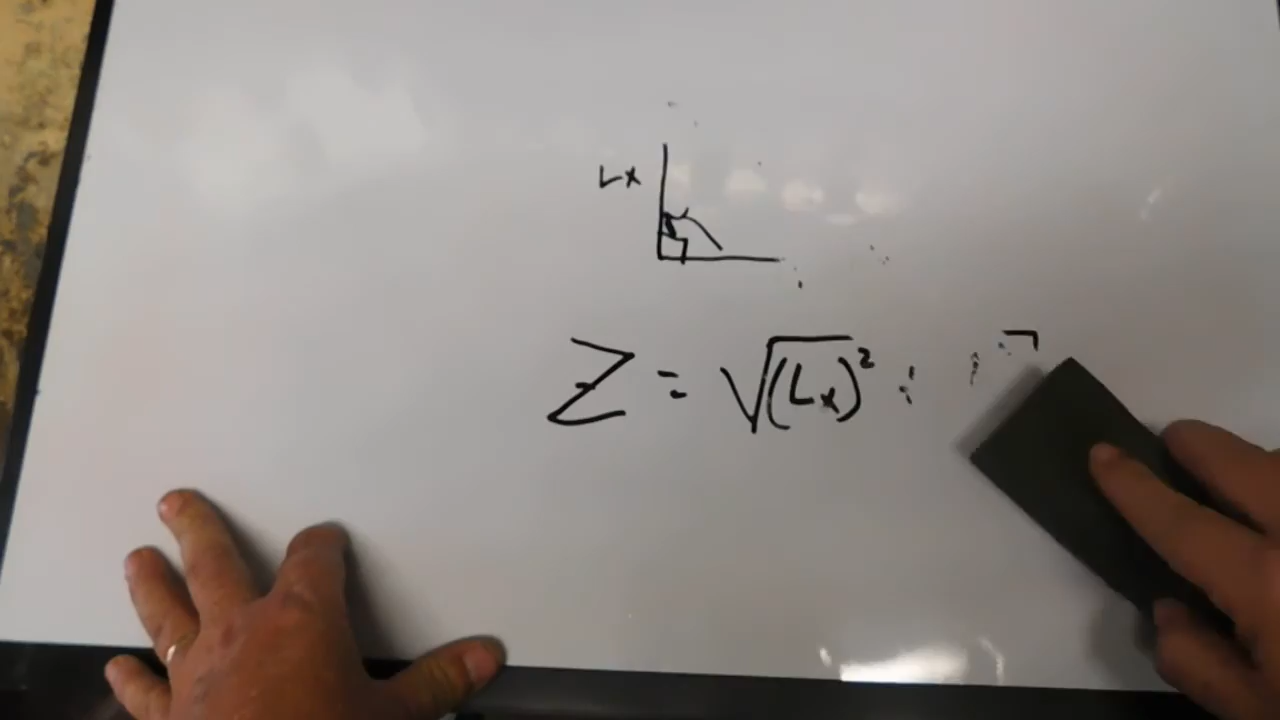 Lx
Z = √(Lx)²